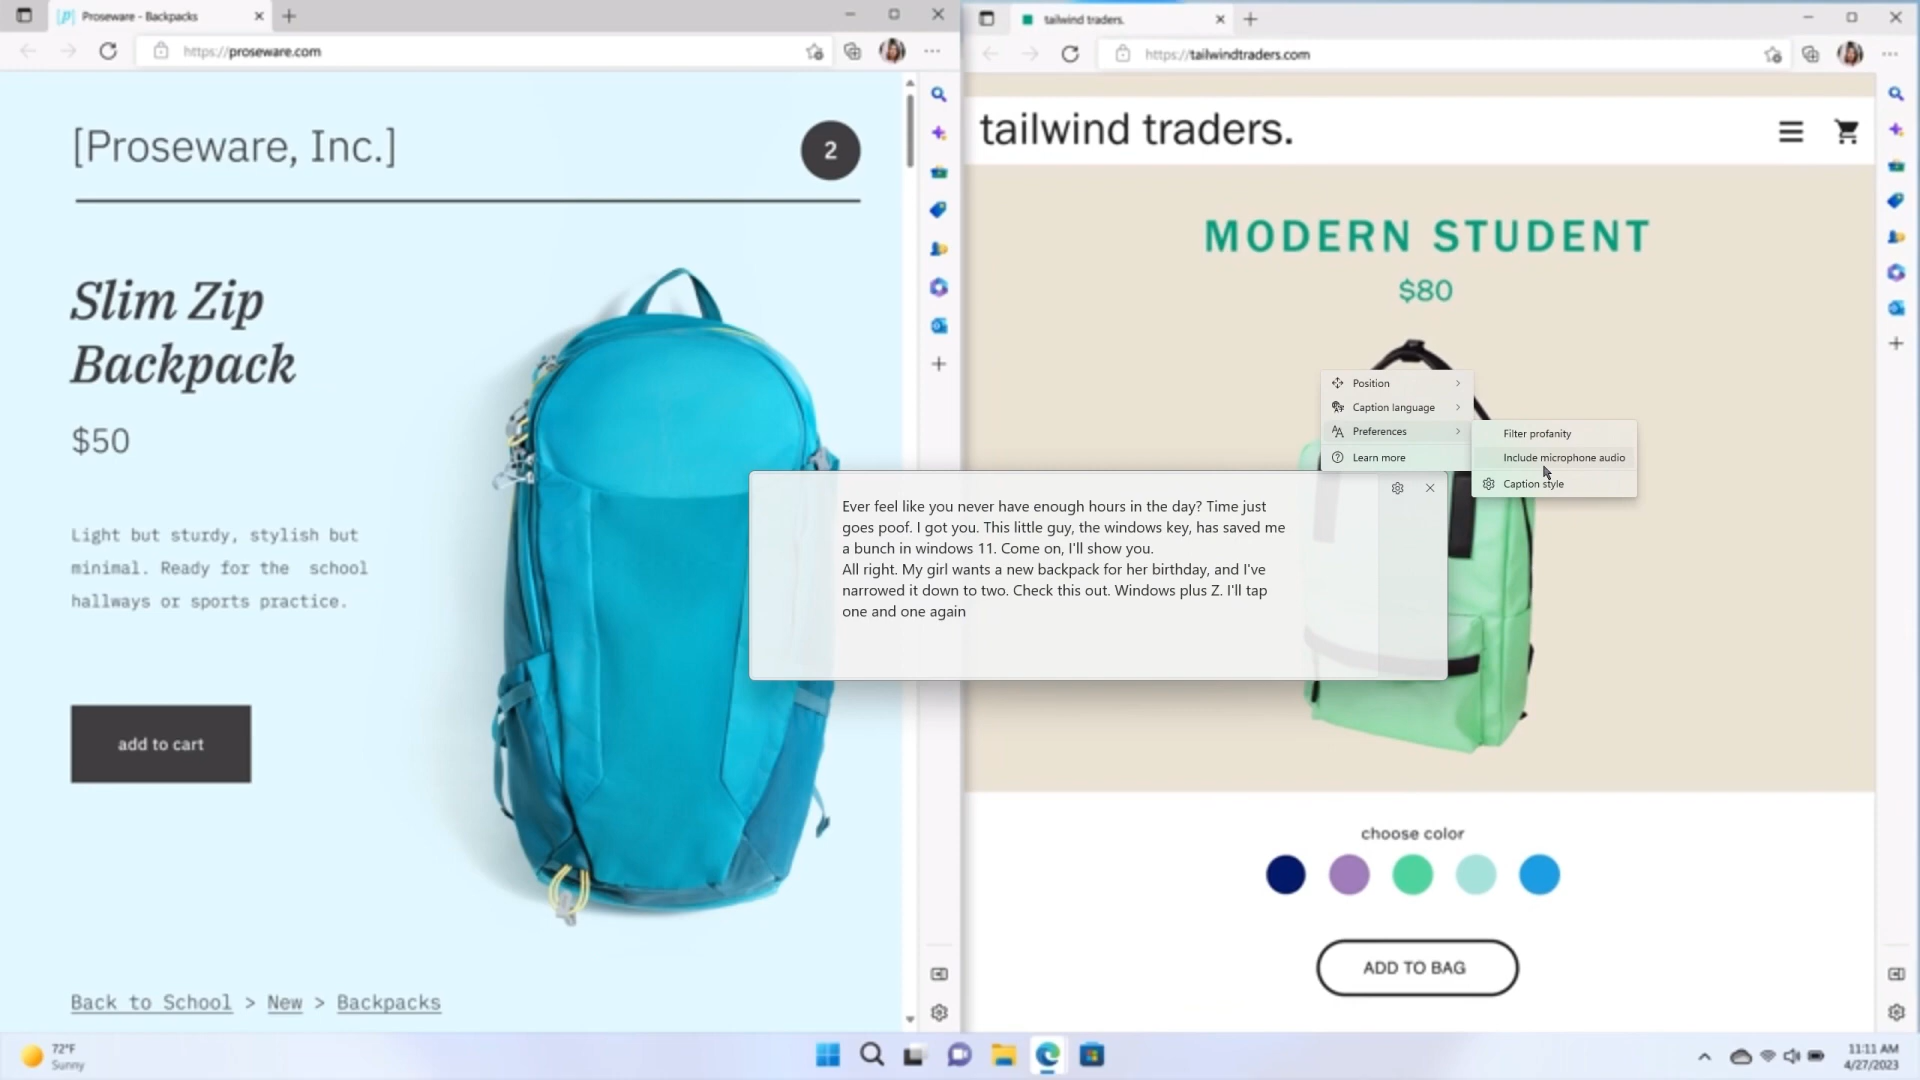 Proseware - Backpacks
https://proseware.com
[Proseware, Inc.]
2
Slim Zip
Backpack
$50
Light but sturdy, stylish but
minimal. Ready for the school
hallways or sports practice.
add to cart
Back to School > New > Backpacks
tailwind traders.
https://tailwindtraders.com
tailwind traders.
MODERN STUDENT
$80
Position
Caption language
Preferences
Learn more
Filter profanity
Include microphone audio
Caption style
Ever feel like you never have enough hours in the day? Time just
goes poof. I got you. This little guy, the windows key, has saved me
a bunch in windows 11. Come on, I'll show you.
All right. My girl wants a new backpack for her birthday, and I've
narrowed it down to two. Check this out. Windows plus Z. I'll tap
one and one again
choose color
ADD TO BAG
72°F
Sunny
11:11 AM
4/27/2023